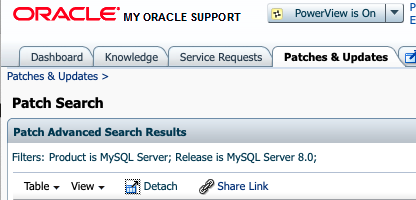 ORACLE MY ORACLE SUPPORT
PowerView is On
Dashboard Knowledge Service Requests Patches & Updates
Patches & Updates >
Patch Search
Patch Advanced Search Results
Filters: Product is MySQL Server; Release is MySQL Server 8.0;
Table View Detach Share Link